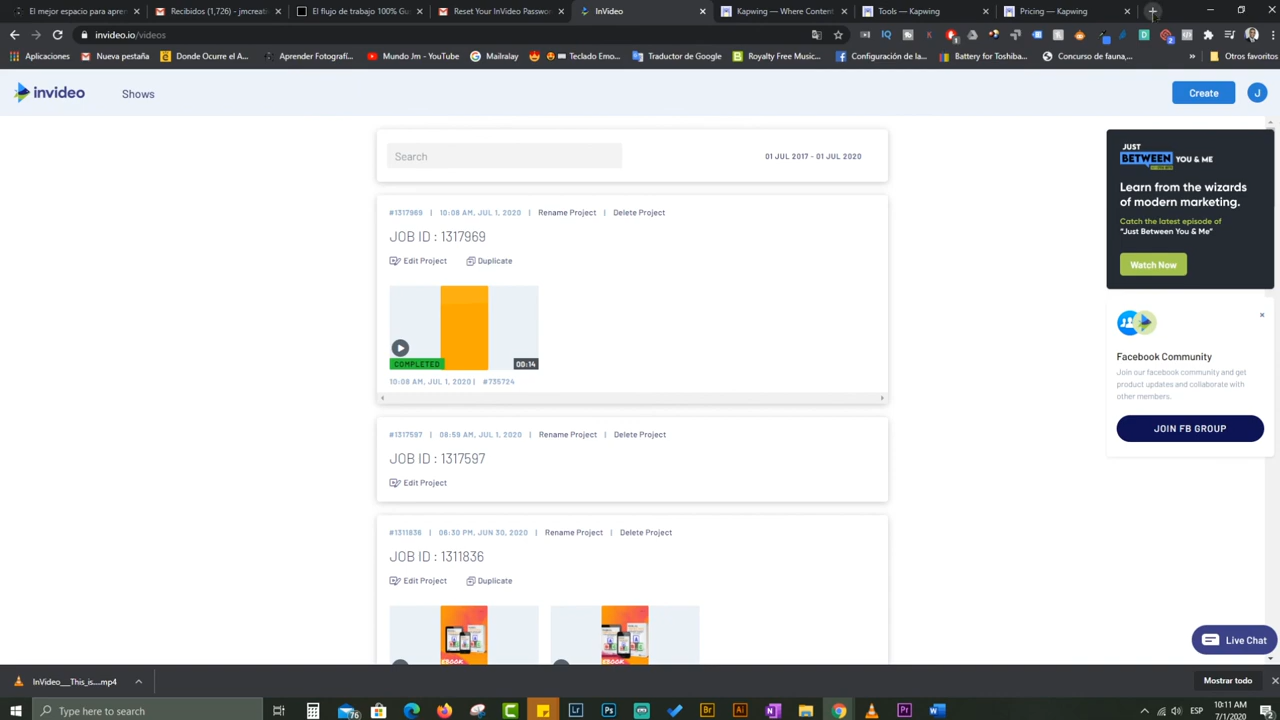 El mejor espacio para aprend
Recibidos (1,726) - jmcreati
El flujo de trabajo 100% Gu
Reset Your InVideo Passwor
InVideo
Kapwing — Where Content
Tools — Kapwing
Pricing — Kapwing
invideo.io/videos
Aplicaciones
Nueva pestaña
Donde Ocurre el A...
Aprender Fotografí...
Mundo Jm - YouTube
Mailralay
Teclado Emo...
Traductor de Google
Royalty Free Music...
Configuración de la...
Battery for Toshiba...
Concurso de fauna,...
»
Otros favoritos
invideo
Shows
Create
J
Search
01 JUL 2017 - 01 JUL 2020
#1317969 | 10:08 AM, JUL 1, 2020 | Rename Project | Delete Project
JOB ID : 1317969
Edit Project Duplicate
COMPLETED 00:14
10:08 AM, JUL 1, 2020 | #735724
#1317597 | 08:59 AM, JUL 1, 2020 | Rename Project | Delete Project
JOB ID : 1317597
Edit Project
#1311836 | 06:30 PM, JUN 30, 2020 | Rename Project | Delete Project
JOB ID : 1311836
Edit Project Duplicate
EBOOK
EBOOK
JUST
BETWEEN YOU & ME
Learn from the wizards
of modern marketing.
Catch the latest episode of
"Just Between You & Me"
Watch Now
Facebook Community
Join our facebook community and get
product updates and collaborate with
other members.
JOIN FB GROUP
Live Chat
InVideo__This_is....mp4
Mostrar todo
Type here to search
76
ESP
10:11 AM
7/1/2020